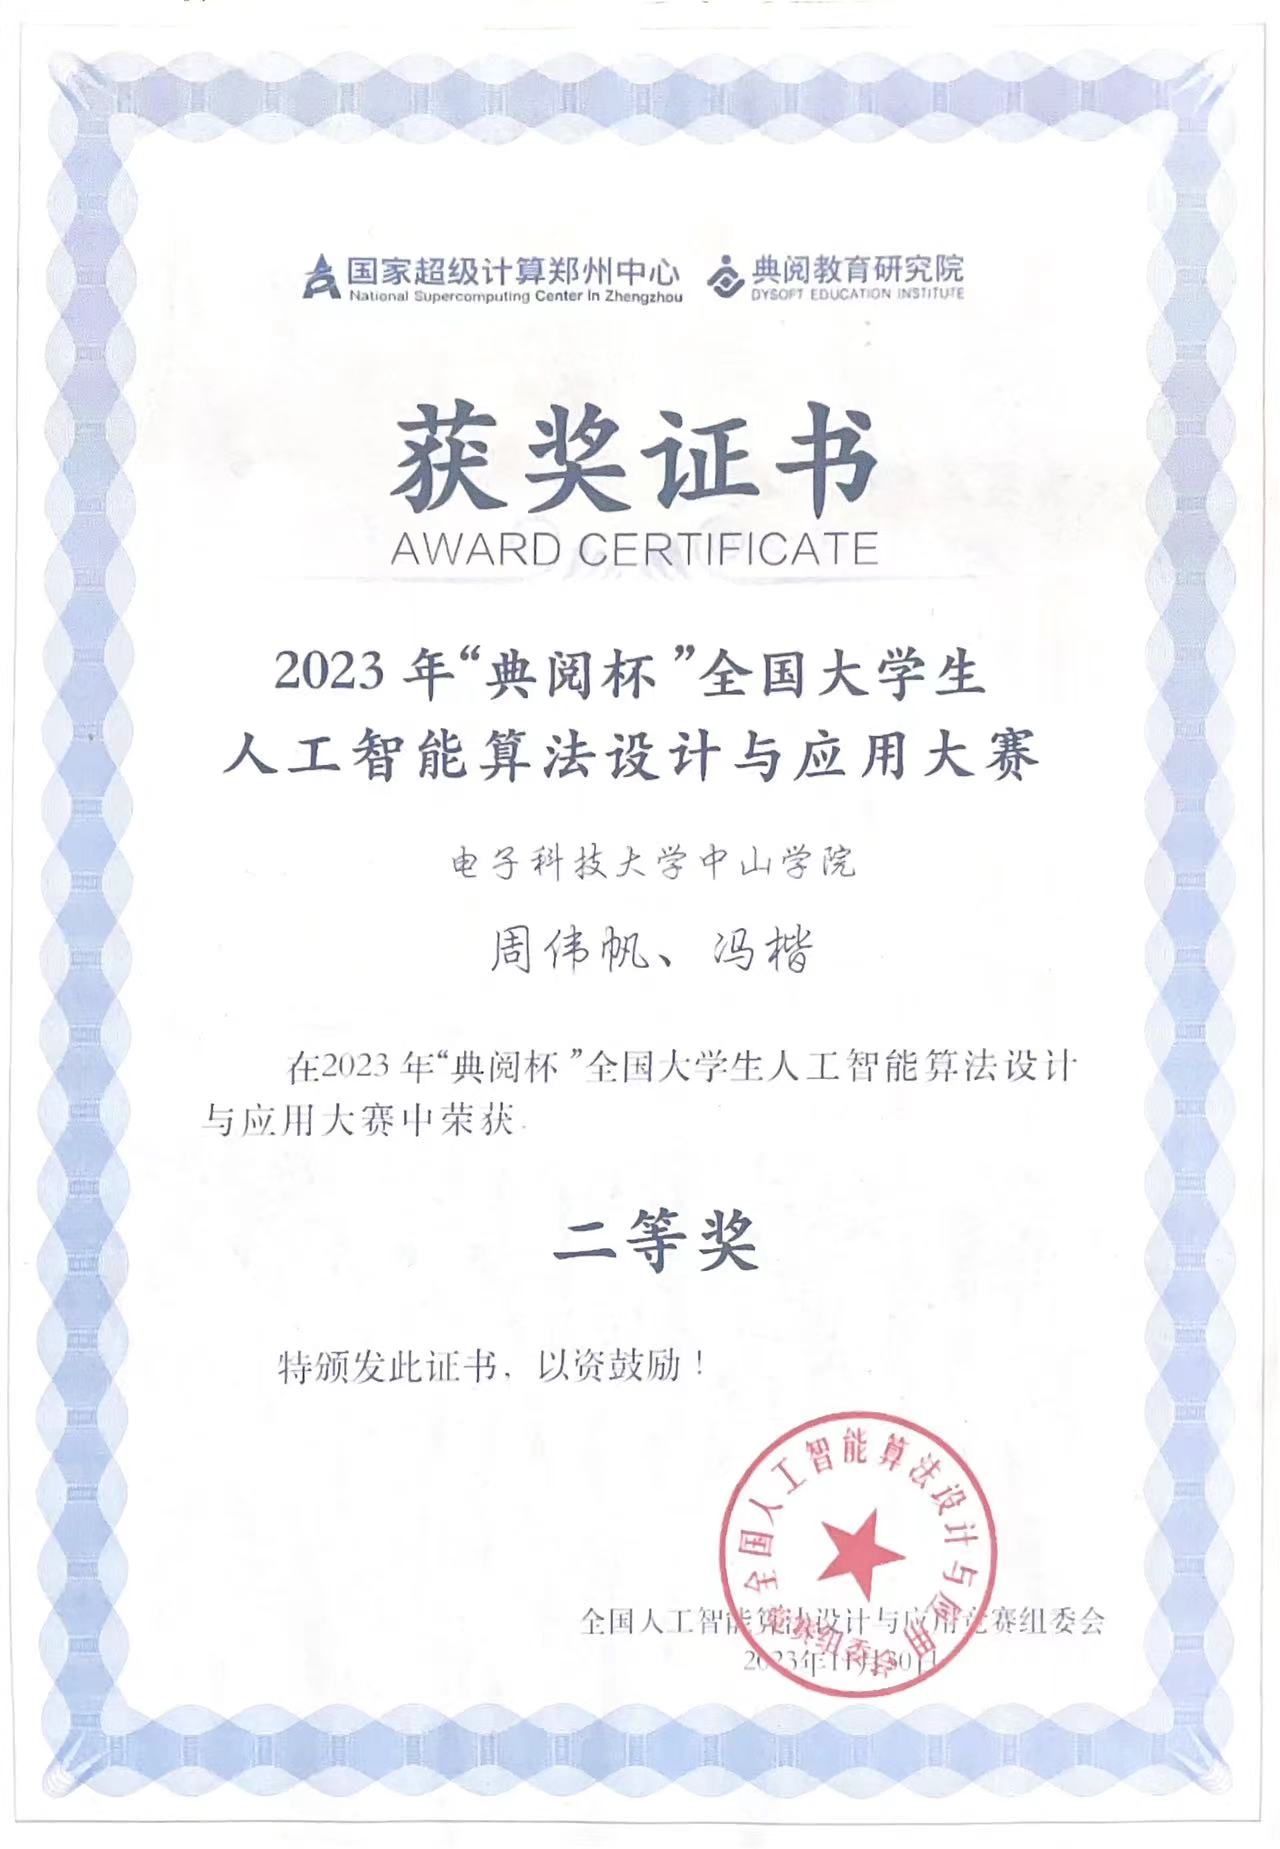 国家超级计算郑州中心
National Supercomputing Center in Zhengzhou
典阅教育研究院
DYSOFT EDUCATION INSTITUTE
获奖证书
AWARD CERTIFICATE
2023 年“典阅杯”全国大学生
人工智能算法设计与应用大赛
电子科技大学中山学院
周伟帆、冯楷
在2023 年“典阅杯”全国大学生人工智能算法设计
与应用大赛中荣获
二等奖
特颁发此证书，以资鼓励！
全国人工智能算法设计与应用
竞赛组委会
全国人工智能算法设计与应用竞赛组委会
2023年11月30日